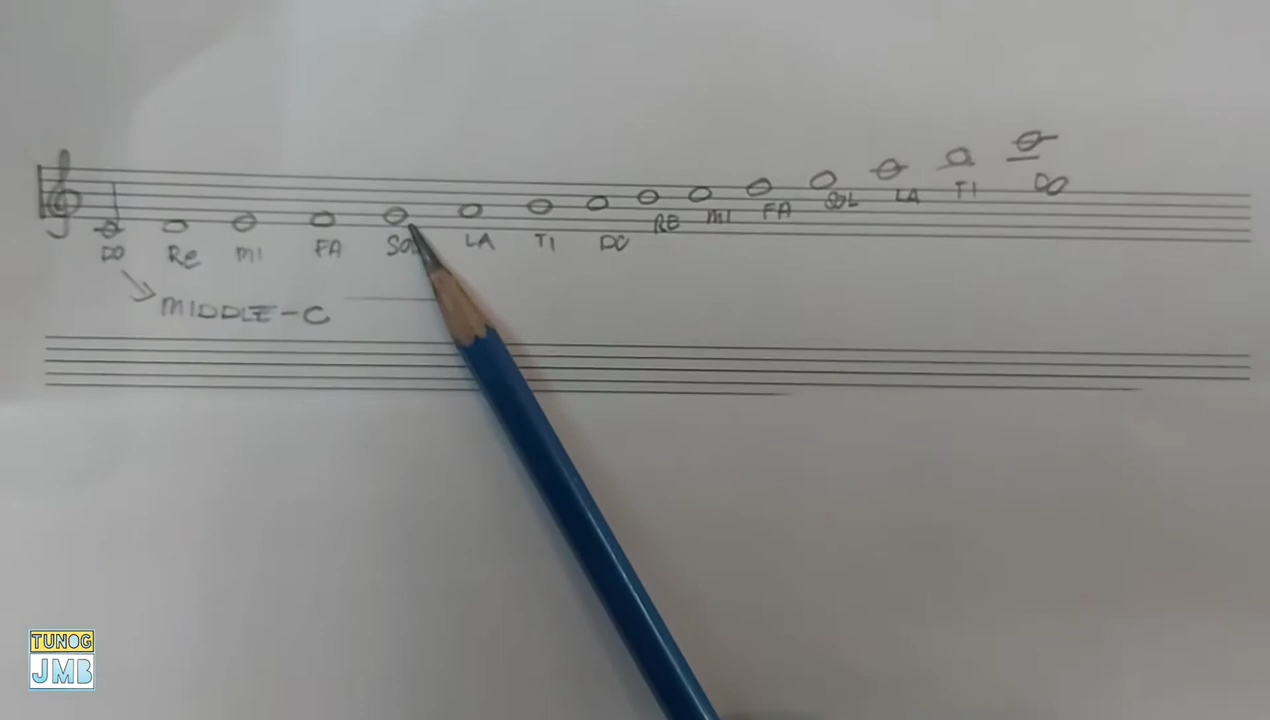 DO Re MI FA SOL LA TI DO RE MI FA SOL LA TI DO
MIDDLE-C
TUNOG
JMB